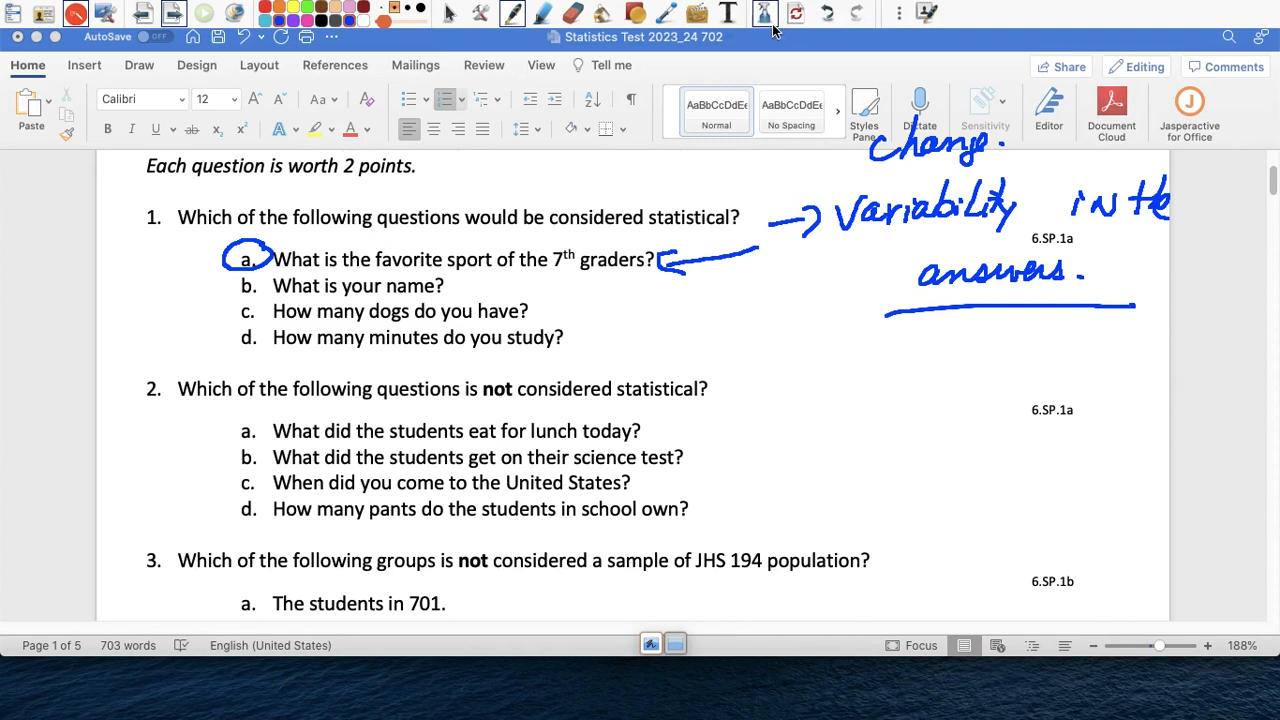 AutoSave OFF
Statistics Test 2023_24 702
Home Insert Draw Design Layout References Mailings Review View Tell me
Share Editing Comments
Calibri 12 Aa
AaBbCcDdEe AaBbCcDdEe
Paste
Normal No Spacing Styles Pane Dictate Sensitivity Editor Document Cloud Jasperactive for Office
change.
Each question is worth 2 points.
variability in the
1. Which of the following questions would be considered statistical?
6.SP.1a
a. What is the favorite sport of the 7th graders?
answers.
b. What is your name?
c. How many dogs do you have?
d. How many minutes do you study?
2. Which of the following questions is not considered statistical?
6.SP.1a
a. What did the students eat for lunch today?
b. What did the students get on their science test?
c. When did you come to the United States?
d. How many pants do the students in school own?
3. Which of the following groups is not considered a sample of JHS 194 population?
6.SP.1b
a. The students in 701.
Page 1 of 5 703 words English (United States) Focus 188%